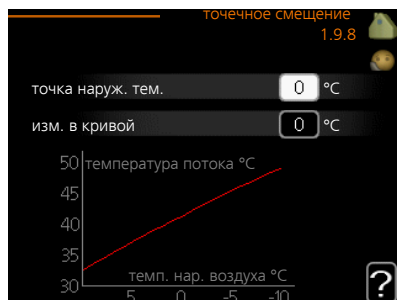 точечное смещение
1.9.8
точка наруж. тем.
0 °C
изм. в кривой
0 °C
50 температура потока °C
45
40
35
30
темп. нар. воздуха °C
5 0 -5 -10
?